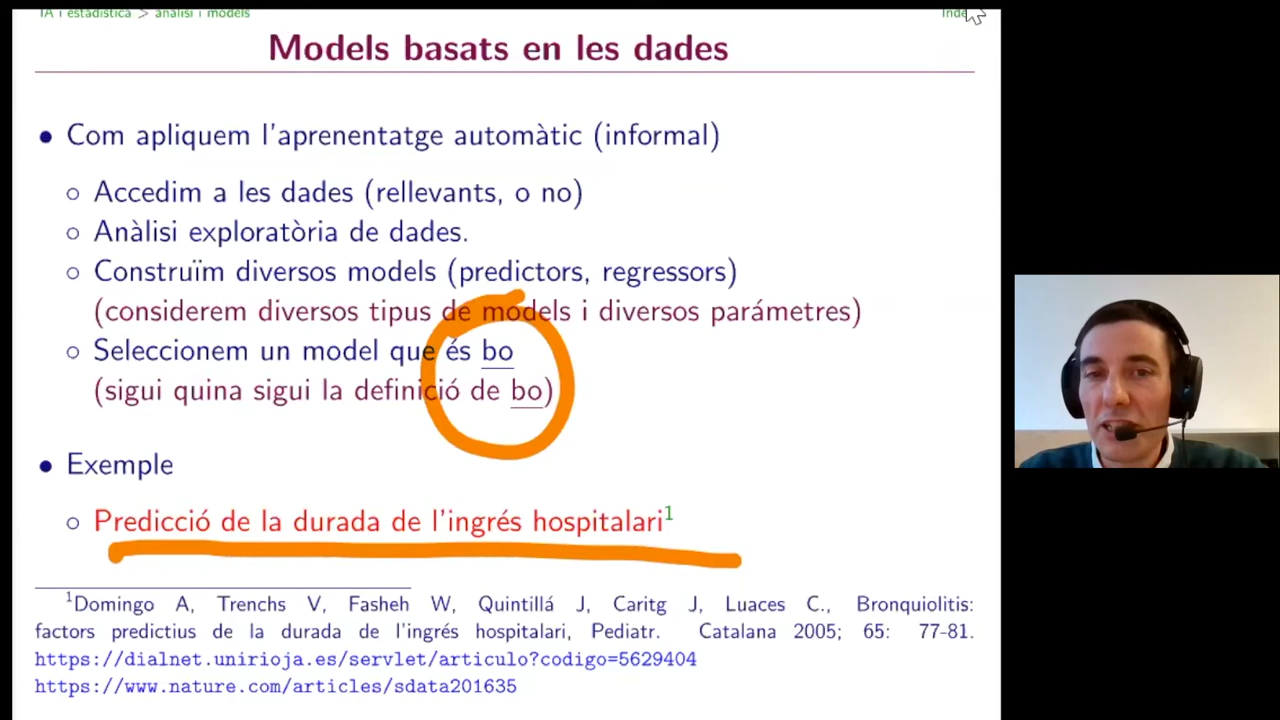 IA i estadística > anàlisi i models
Inde
Models basats en les dades
• Com apliquem l'aprenentatge automàtic (informal)
○ Accedim a les dades (rellevants, o no)
○ Anàlisi exploratòria de dades.
○ Construïm diversos models (predictors, regressors)
(considerem diversos tipus de models i diversos parámetres)
○ Seleccionem un model que és bo
(sigui quina sigui la definició de bo)
• Exemple
○ Predicció de la durada de l'ingrés hospitalari¹
¹Domingo A, Trenchs V, Fasheh W, Quintillá J, Caritg J, Luaces C., Bronquiolitis:
factors predictius de la durada de l'ingrés hospitalari, Pediatr. Catalana 2005; 65: 77-81.
https://dialnet.unirioja.es/servlet/articulo?codigo=5629404
https://www.nature.com/articles/sdata201635